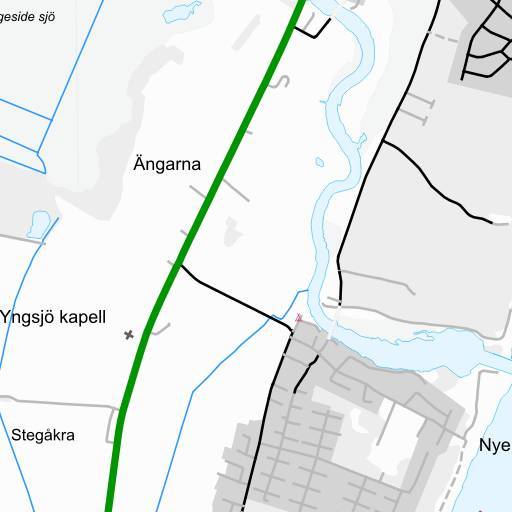 geside sjö
Ängarna
Yngsjö kapell
Stegåkra
Nye